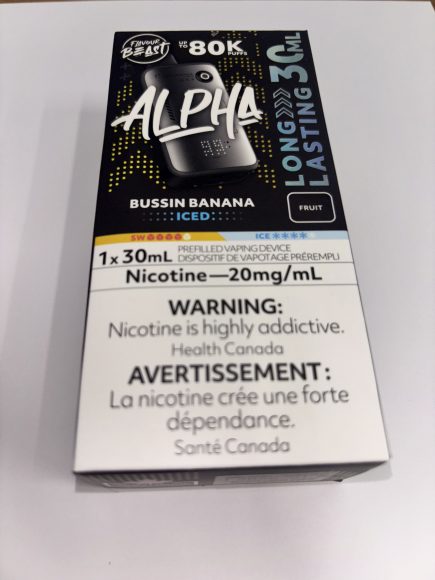 FLAVOUR
BEAST
UP TO 80K PUFFS
ALPHA
LONG LASTING 30ML
BUSSIN BANANA
ICED
FRUIT
SW
ICE
1 x 30mL PREFILLED VAPING DEVICE
DISPOSITIF DE VAPOTAGE PRÉREMPLI
Nicotine—20mg/mL
WARNING:
Nicotine is highly addictive.
Health Canada
AVERTISSEMENT:
La nicotine crée une forte
dépendance.
Santé Canada